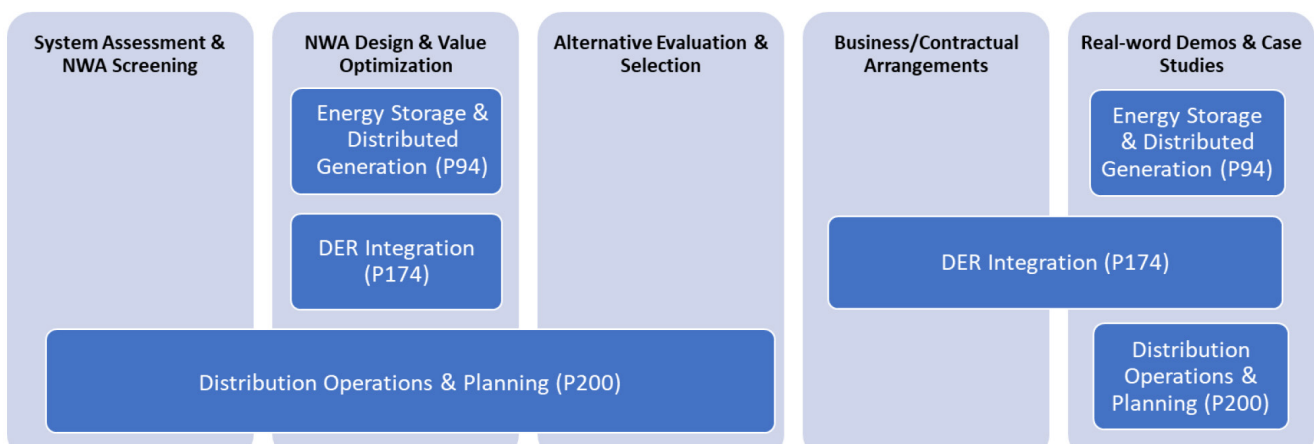 System Assessment &
NWA Screening
NWA Design & Value
Optimization
Alternative Evaluation &
Selection
Business/Contractual
Arrangements
Real-word Demos & Case
Studies
Energy Storage &
Distributed
Generation (P94)
Energy Storage
& Distributed
Generation (P94)
DER Integration
(P174)
DER Integration (P174)
Distribution Operations & Planning (P200)
Distribution
Operations &
Planning (P200)